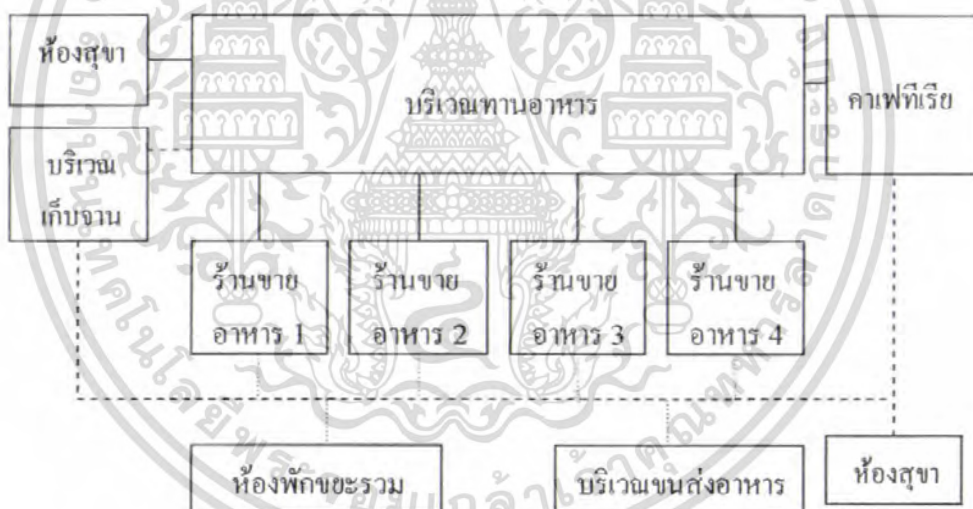 ห้องสุขา
บริเวณทานอาหาร
คาเฟทีเรีย
บริเวณ
เก็บจาน
ร้านขาย
อาหาร 1
ร้านขาย
อาหาร 2
ร้านขาย
อาหาร 3
ร้านขาย
อาหาร 4
ห้องพักขยะรวม
บริเวณขนส่งอาหาร
ห้องสุขา